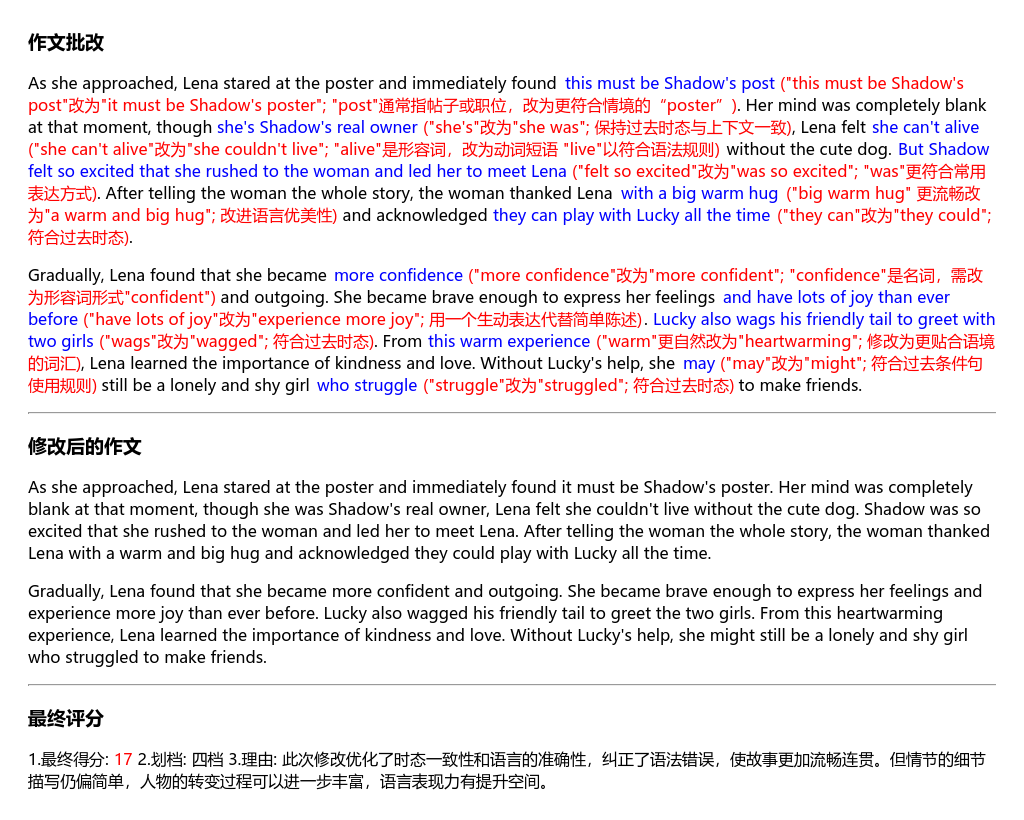 作文批改
As she approached, Lena stared at the poster and immediately found this must be Shadow's post ("this must be Shadow's
post"改为"it must be Shadow's poster"; "post"通常指帖子或职位，改为更符合情境的“poster”). Her mind was completely blank
at that moment, though she's Shadow's real owner ("she's"改为"she was"; 保持过去时态与上下文一致), Lena felt she can't alive
("she can't alive"改为"she couldn't live"; "alive"是形容词，改为动词短语 "live"以符合语法规则) without the cute dog. But Shadow
felt so excited that she rushed to the woman and led her to meet Lena ("felt so excited"改为"was so excited"; "was"更符合常用
表达方式). After telling the woman the whole story, the woman thanked Lena with a big warm hug ("big warm hug" 更流畅改
为"a warm and big hug"; 改进语言优美性) and acknowledged they can play with Lucky all the time ("they can"改为"they could";
符合过去时态).
Gradually, Lena found that she became more confidence ("more confidence"改为"more confident"; "confidence"是名词，需改
为形容词形式"confident") and outgoing. She became brave enough to express her feelings and have lots of joy than ever
before ("have lots of joy"改为"experience more joy"; 用一个生动表达代替简单陈述). Lucky also wags his friendly tail to greet with
two girls ("wags"改为"wagged"; 符合过去时态). From this warm experience ("warm"更自然改为"heartwarming"; 修改为更贴合语境
的词汇), Lena learned the importance of kindness and love. Without Lucky's help, she may ("may"改为"might"; 符合过去条件句
使用规则) still be a lonely and shy girl who struggle ("struggle"改为"struggled"; 符合过去时态) to make friends.
修改后的作文
As she approached, Lena stared at the poster and immediately found it must be Shadow's poster. Her mind was completely
blank at that moment, though she was Shadow's real owner, Lena felt she couldn't live without the cute dog. Shadow was so
excited that she rushed to the woman and led her to meet Lena. After telling the woman the whole story, the woman thanked
Lena with a warm and big hug and acknowledged they could play with Lucky all the time.
Gradually, Lena found that she became more confident and outgoing. She became brave enough to express her feelings and
experience more joy than ever before. Lucky also wagged his friendly tail to greet the two girls. From this heartwarming
experience, Lena learned the importance of kindness and love. Without Lucky's help, she might still be a lonely and shy girl
who struggled to make friends.
最终评分
1.最终得分: 17 2.划档: 四档 3.理由: 此次修改优化了时态一致性和语言的准确性，纠正了语法错误，使故事更加流畅连贯。但情节的细节
描写仍偏简单，人物的转变过程可以进一步丰富，语言表现力有提升空间。